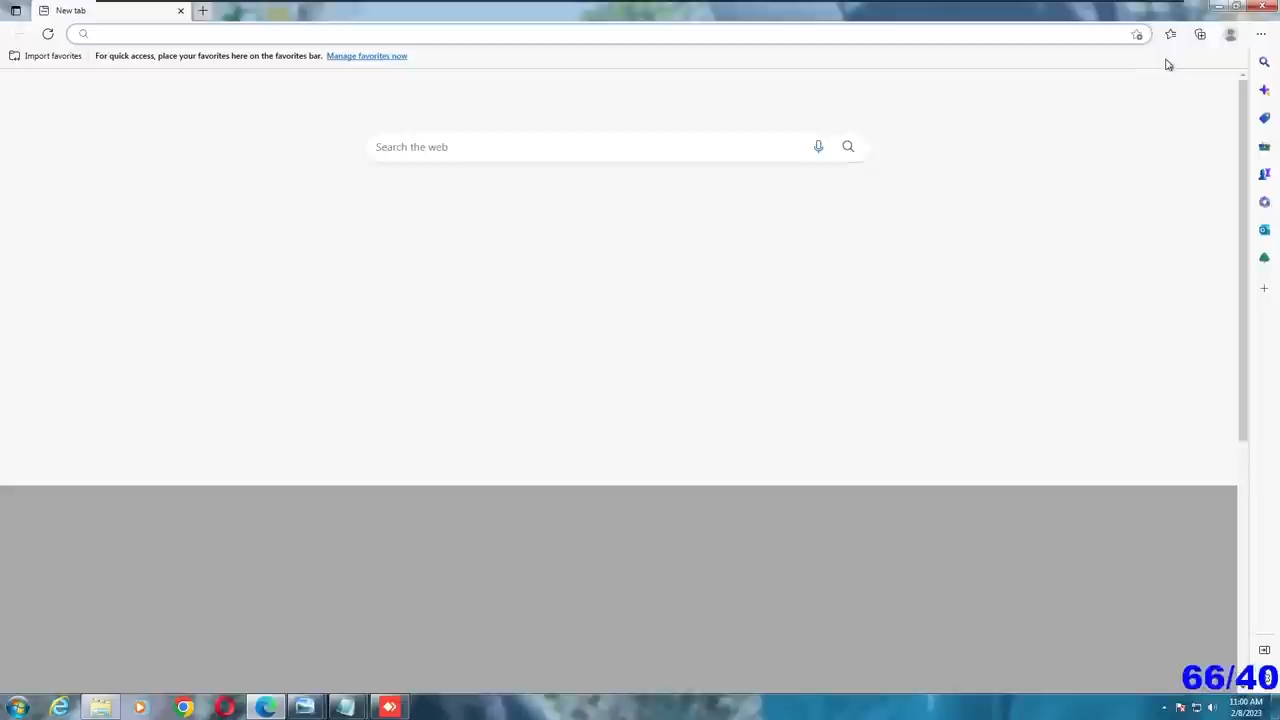 New tab
Import favorites
For quick access, place your favorites here on the favorites bar. Manage favorites now
Search the web
66/40
11:00 AM
2/8/2023